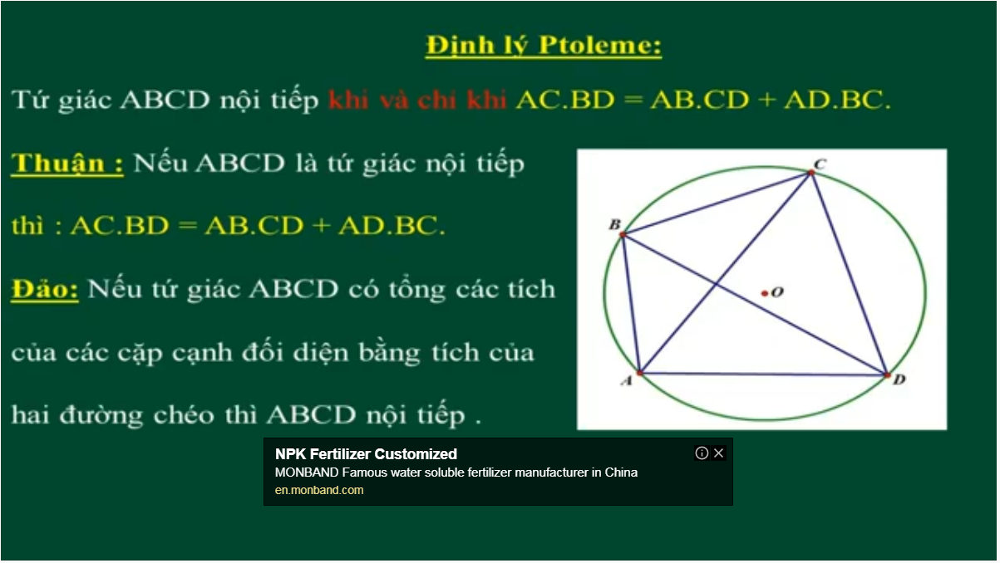 Định lý Ptoleme:
Tứ giác ABCD nội tiếp khi và chỉ khi AC.BD = AB.CD + AD.BC.
Thuận : Nếu ABCD là tứ giác nội tiếp
thì : AC.BD = AB.CD + AD.BC.
Đảo: Nếu tứ giác ABCD có tổng các tích
của các cặp cạnh đối diện bằng tích của
hai đường chéo thì ABCD nội tiếp .
C
B
O
A
D
NPK Fertilizer Customized
MONBAND Famous water soluble fertilizer manufacturer in China
en.monband.com